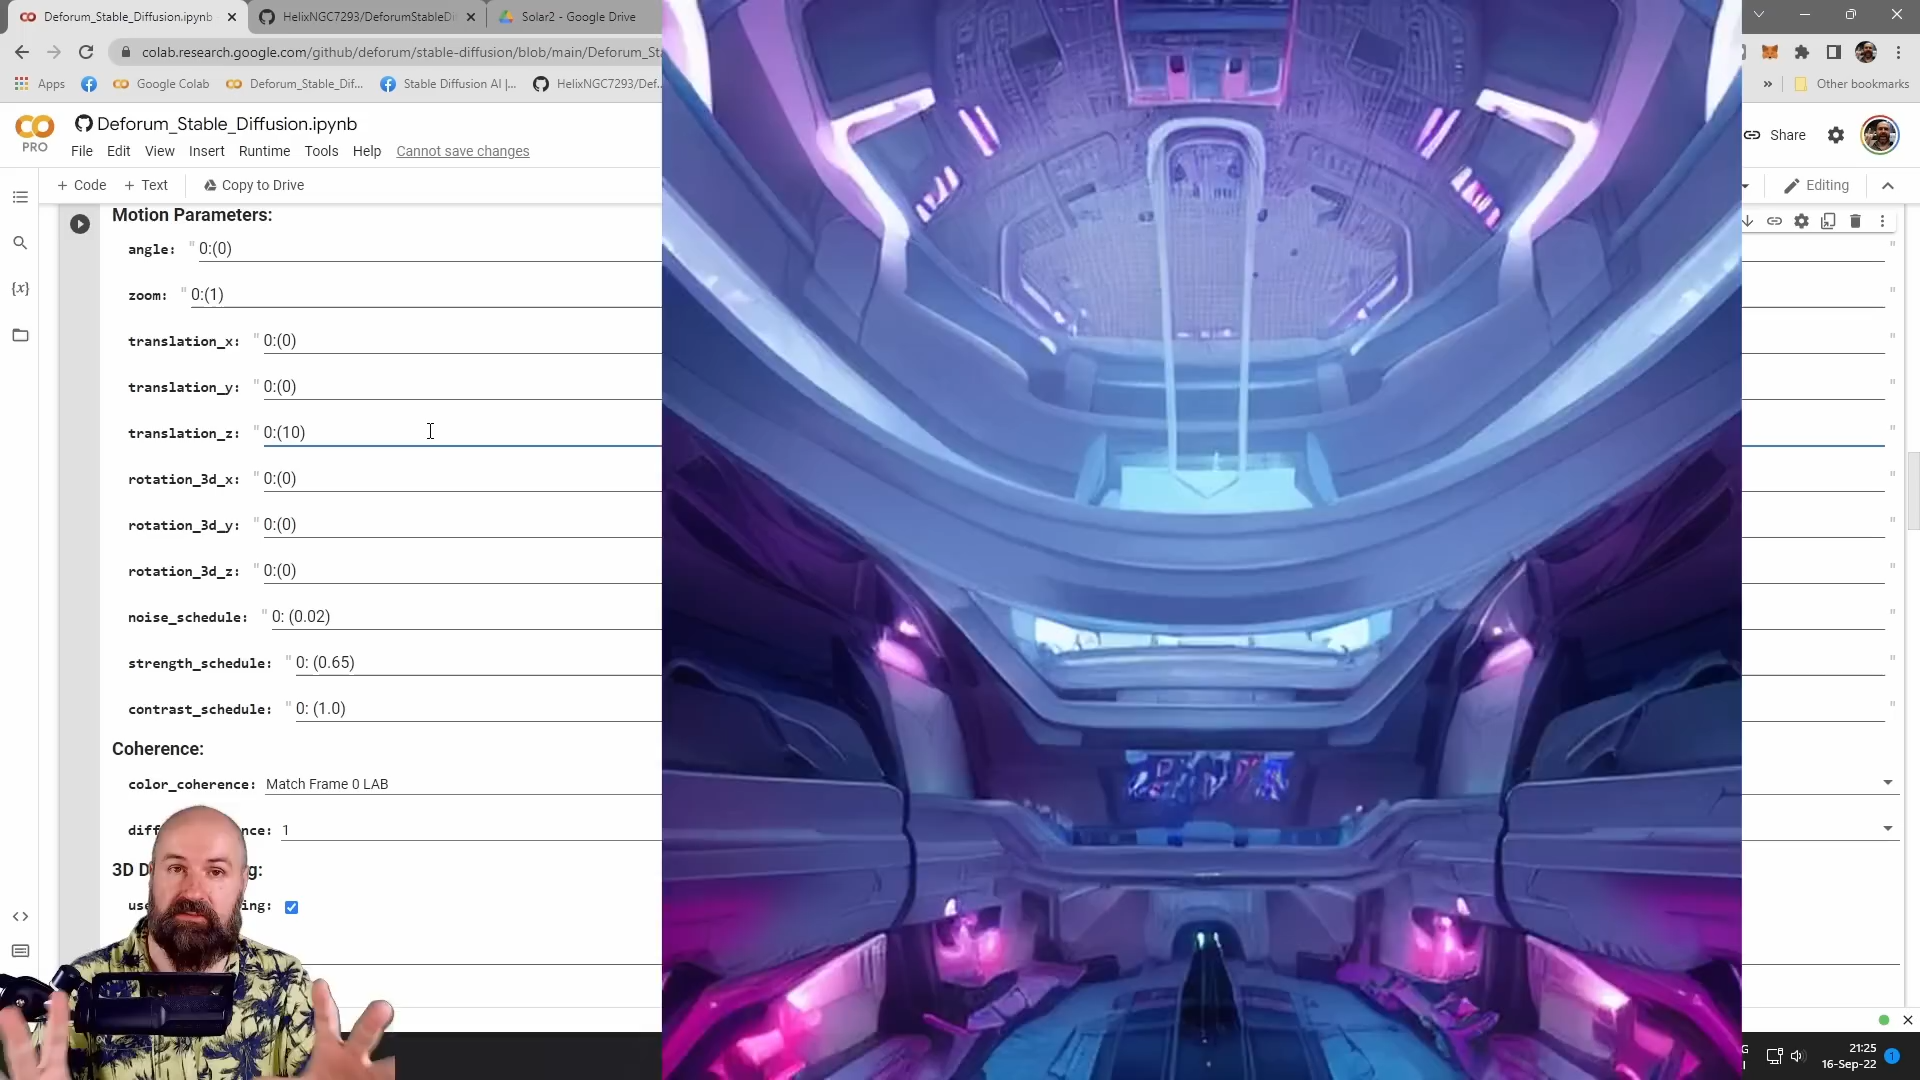 Deforum_Stable_Diffusion.ipynb
HelixNGC7293/DeforumStableDi
Solar2 - Google Drive
colab.research.google.com/github/deforum/stable-diffusion/blob/main/Deforum_St
Apps
Google Colab
Deforum_Stable_Dif...
Stable Diffusion AI |...
HelixNGC7293/Def...
Other bookmarks
Deforum_Stable_Diffusion.ipynb
PRO
File Edit View Insert Runtime Tools Help Cannot save changes
Share
+ Code + Text Copy to Drive
Editing
Motion Parameters:
angle: " 0:(0) "
zoom: " 0:(1) "
translation_x: " 0:(0) "
translation_y: " 0:(0) "
translation_z: " 0:(10) "
rotation_3d_x: " 0:(0) "
rotation_3d_y: " 0:(0) "
rotation_3d_z: " 0:(0) "
noise_schedule: " 0: (0.02) "
strength_schedule: " 0: (0.65) "
contrast_schedule: " 0: (1.0) "
Coherence:
color_coherence: Match Frame 0 LAB
diff nce: 1
3D D g:
use ing:
21:25
16-Sep-22
1